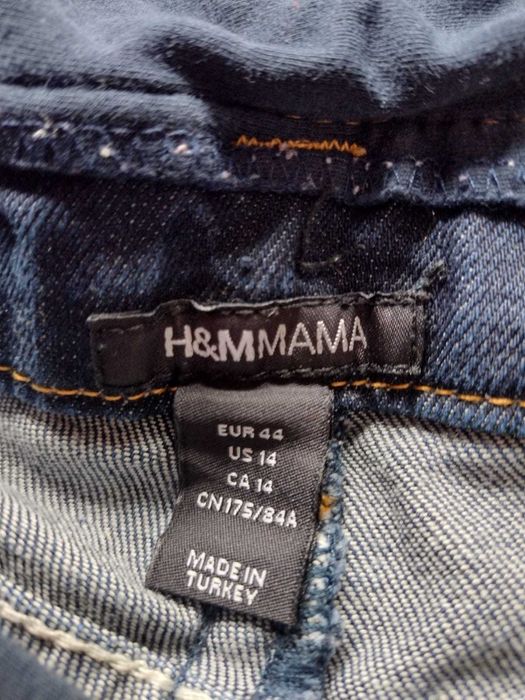 H&MMAMA
EUR 44
US 14
CA 14
CN175/84A
MADE IN
TURKEY